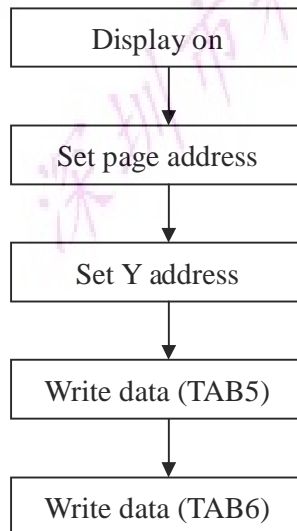 Display on
Set page address
Set Y address
Write data (TAB5)
Write data (TAB6)